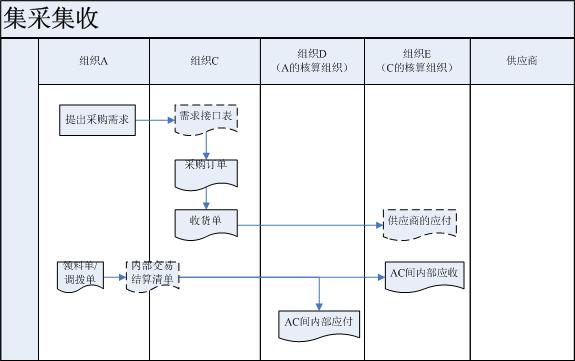 集采集收
组织A
组织C
组织D
（A的核算组织）
组织E
（C的核算组织）
供应商
提出采购需求
需求接口表
采购订单
收货单
供应商的应付
领料单/
调拨单
内部交易
结算清单
AC间内部应收
AC间内部应付